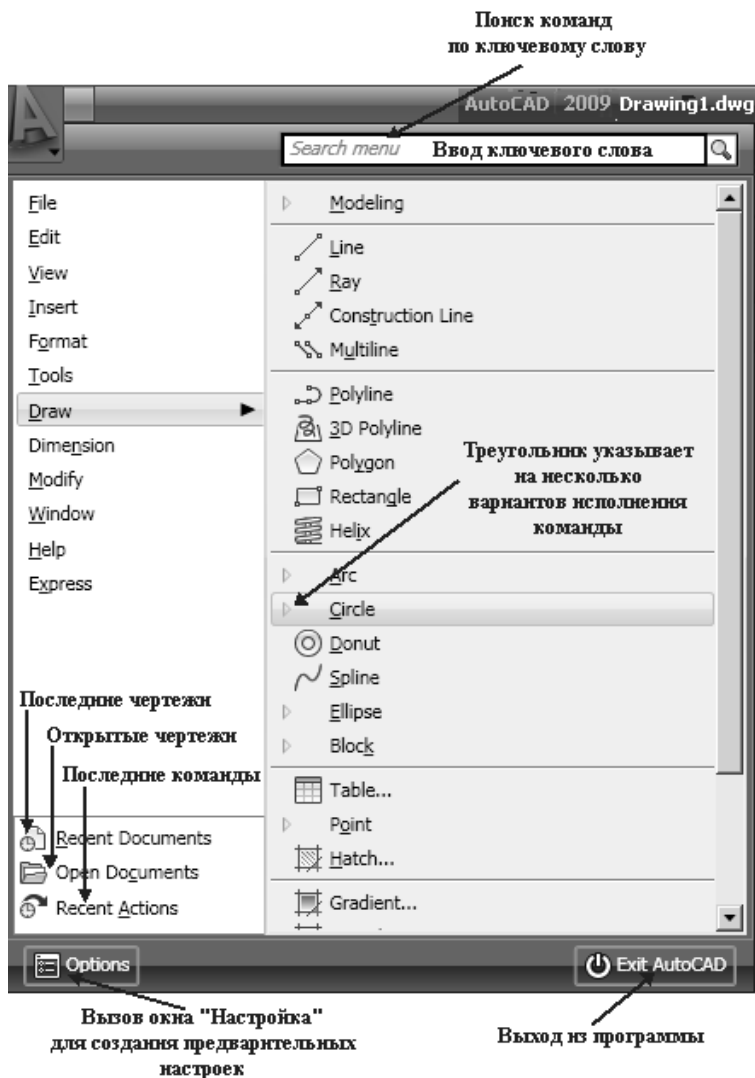 Поиск команд
по ключевому слову
AutoCAD 2009 Drawing1.dwg
Search menu Ввод ключевого слова
File
Edit
View
Insert
Format
Tools
Draw
Dimension
Modify
Window
Help
Express
Последние чертежи
Открытые чертежи
Последние команды
Recent Documents
Open Documents
Recent Actions
Modeling
Line
Ray
Construction Line
Multiline
Polyline
3D Polyline
Polygon
Rectangle
Helix
Треугольник указывает
на несколько
вариантов исполнения
команды
Arc
Circle
Donut
Spline
Ellipse
Block
Table...
Point
Hatch...
Gradient...
Options
Exit AutoCAD
Вызов окна "Настройка"
для создания предварительных
настроек
Выход из программы